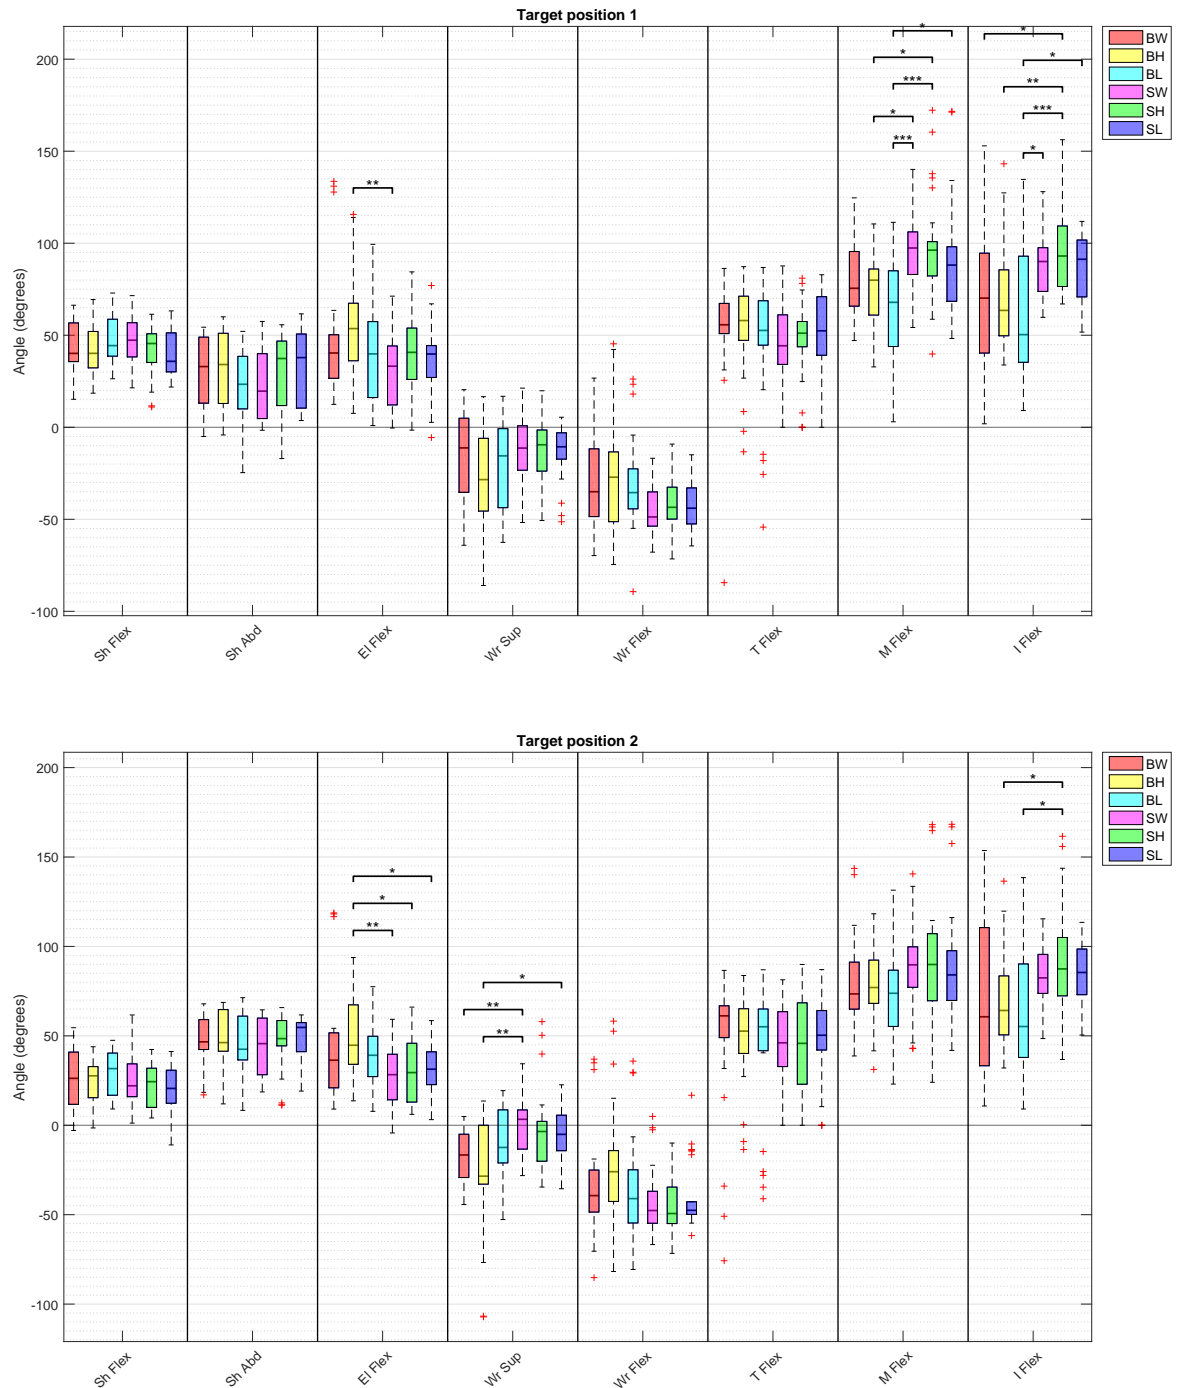 Target position 1
Angle (degrees)
200
150
100
50
0
-50
-100
Sh Flex
Sh Abd
El Flex
Wr Sup
Wr Flex
T Flex
M Flex
I Flex
**
*
*
***
*
***
*
*
**
***
*
BW
BH
BL
SW
SH
SL
Target position 2
Angle (degrees)
200
150
100
50
0
-50
-100
Sh Flex
Sh Abd
El Flex
Wr Sup
Wr Flex
T Flex
M Flex
I Flex
*
*
**
*
**
**
*
*
BW
BH
BL
SW
SH
SL